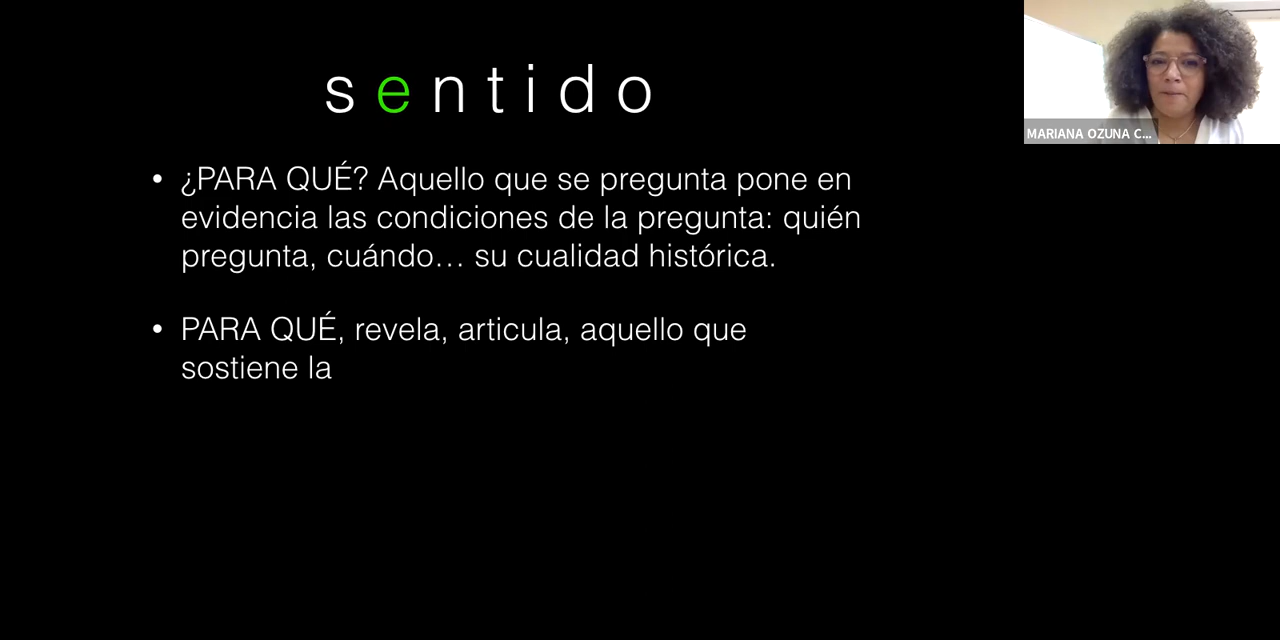 sentido
MARIANA OZUNA C...
• ¿PARA QUÉ? Aquello que se pregunta pone en
evidencia las condiciones de la pregunta: quién
pregunta, cuándo… su cualidad histórica.
• PARA QUÉ, revela, articula, aquello que
sostiene la